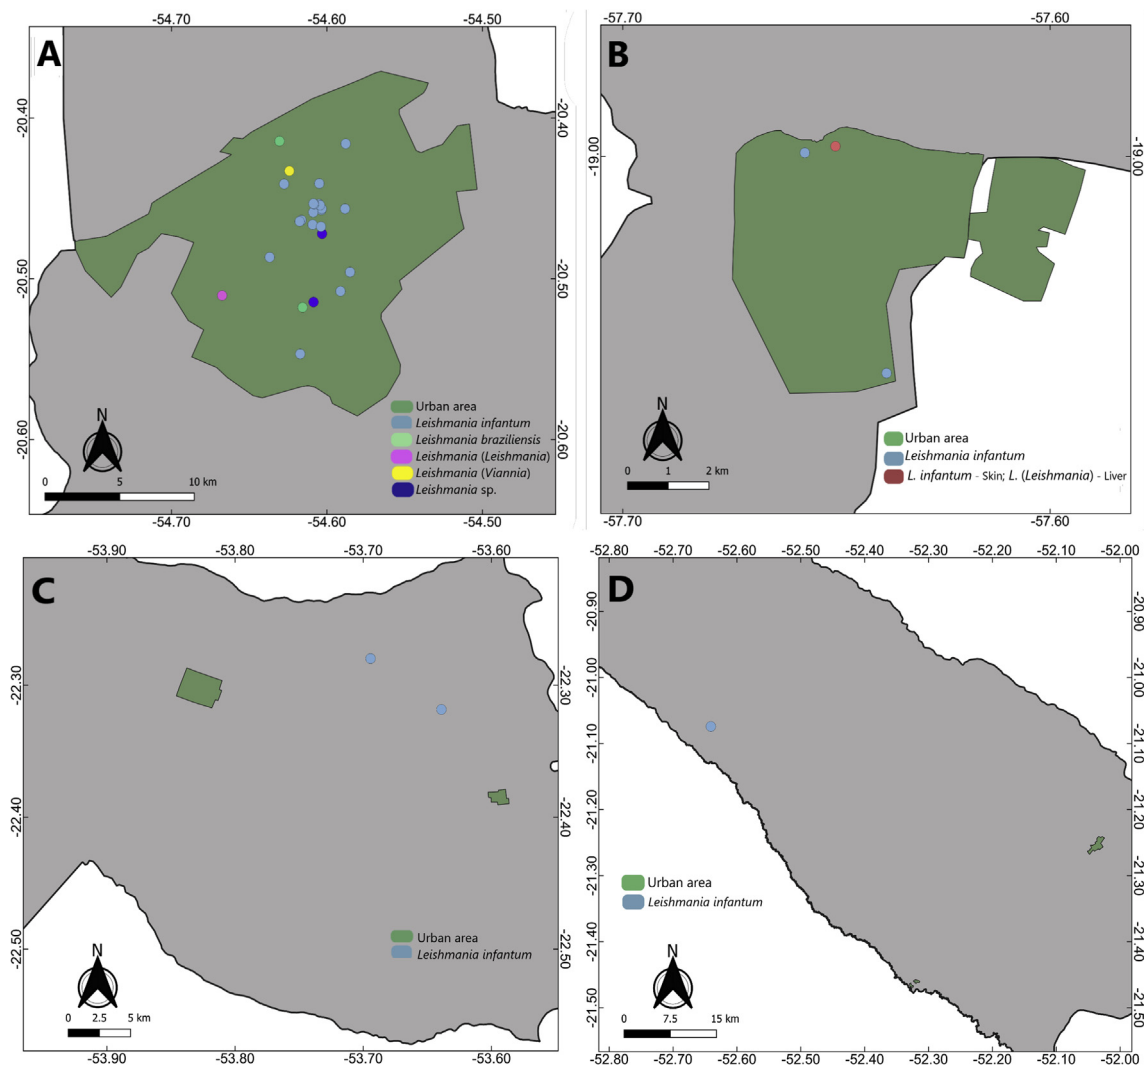 -54.70 -54.60 -54.50
A
-20.40 -20.40
-20.50 -20.50
-20.60 -20.60
N
0 5 10 km
Urban area
Leishmania infantum
Leishmania braziliensis
Leishmania (Leishmania)
Leishmania (Viannia)
Leishmania sp.
-54.70 -54.60 -54.50
-57.70 -57.60
B
-19.00 -19.00
N
0 1 2 km
Urban area
Leishmania infantum
L. infantum - Skin; L. (Leishmania) - Liver
-57.70 -57.60
-53.90 -53.80 -53.70 -53.60
C
-22.30 -22.30
-22.40 -22.40
-22.50 -22.50
N
0 2.5 5 km
Urban area
Leishmania infantum
-53.90 -53.80 -53.70 -53.60
-52.80 -52.70 -52.60 -52.50 -52.40 -52.30 -52.20 -52.10 -52.00
D
-20.90 -20.90
-21.00 -21.00
-21.10 -21.10
-21.20 -21.20
-21.30 -21.30
-21.40 -21.40
-21.50 -21.50
Urban area
Leishmania infantum
N
0 7.5 15 km
-52.80 -52.70 -52.60 -52.50 -52.40 -52.30 -52.20 -52.10 -52.00